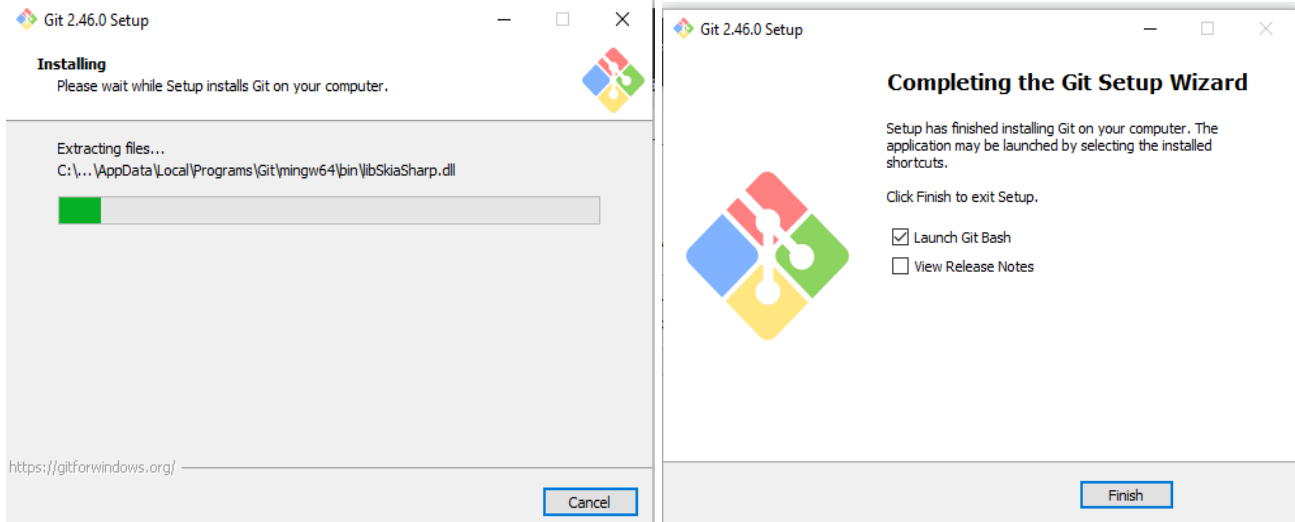 Git 2.46.0 Setup
Installing
Please wait while Setup installs Git on your computer.
Extracting files...
C:\...\AppData\Local\Programs\Git\mingw64\bin\libSkiaSharp.dll
https://gitforwindows.org/
Cancel
Git 2.46.0 Setup
Completing the Git Setup Wizard
Setup has finished installing Git on your computer. The
application may be launched by selecting the installed
shortcuts.
Click Finish to exit Setup.
Launch Git Bash
View Release Notes
Finish